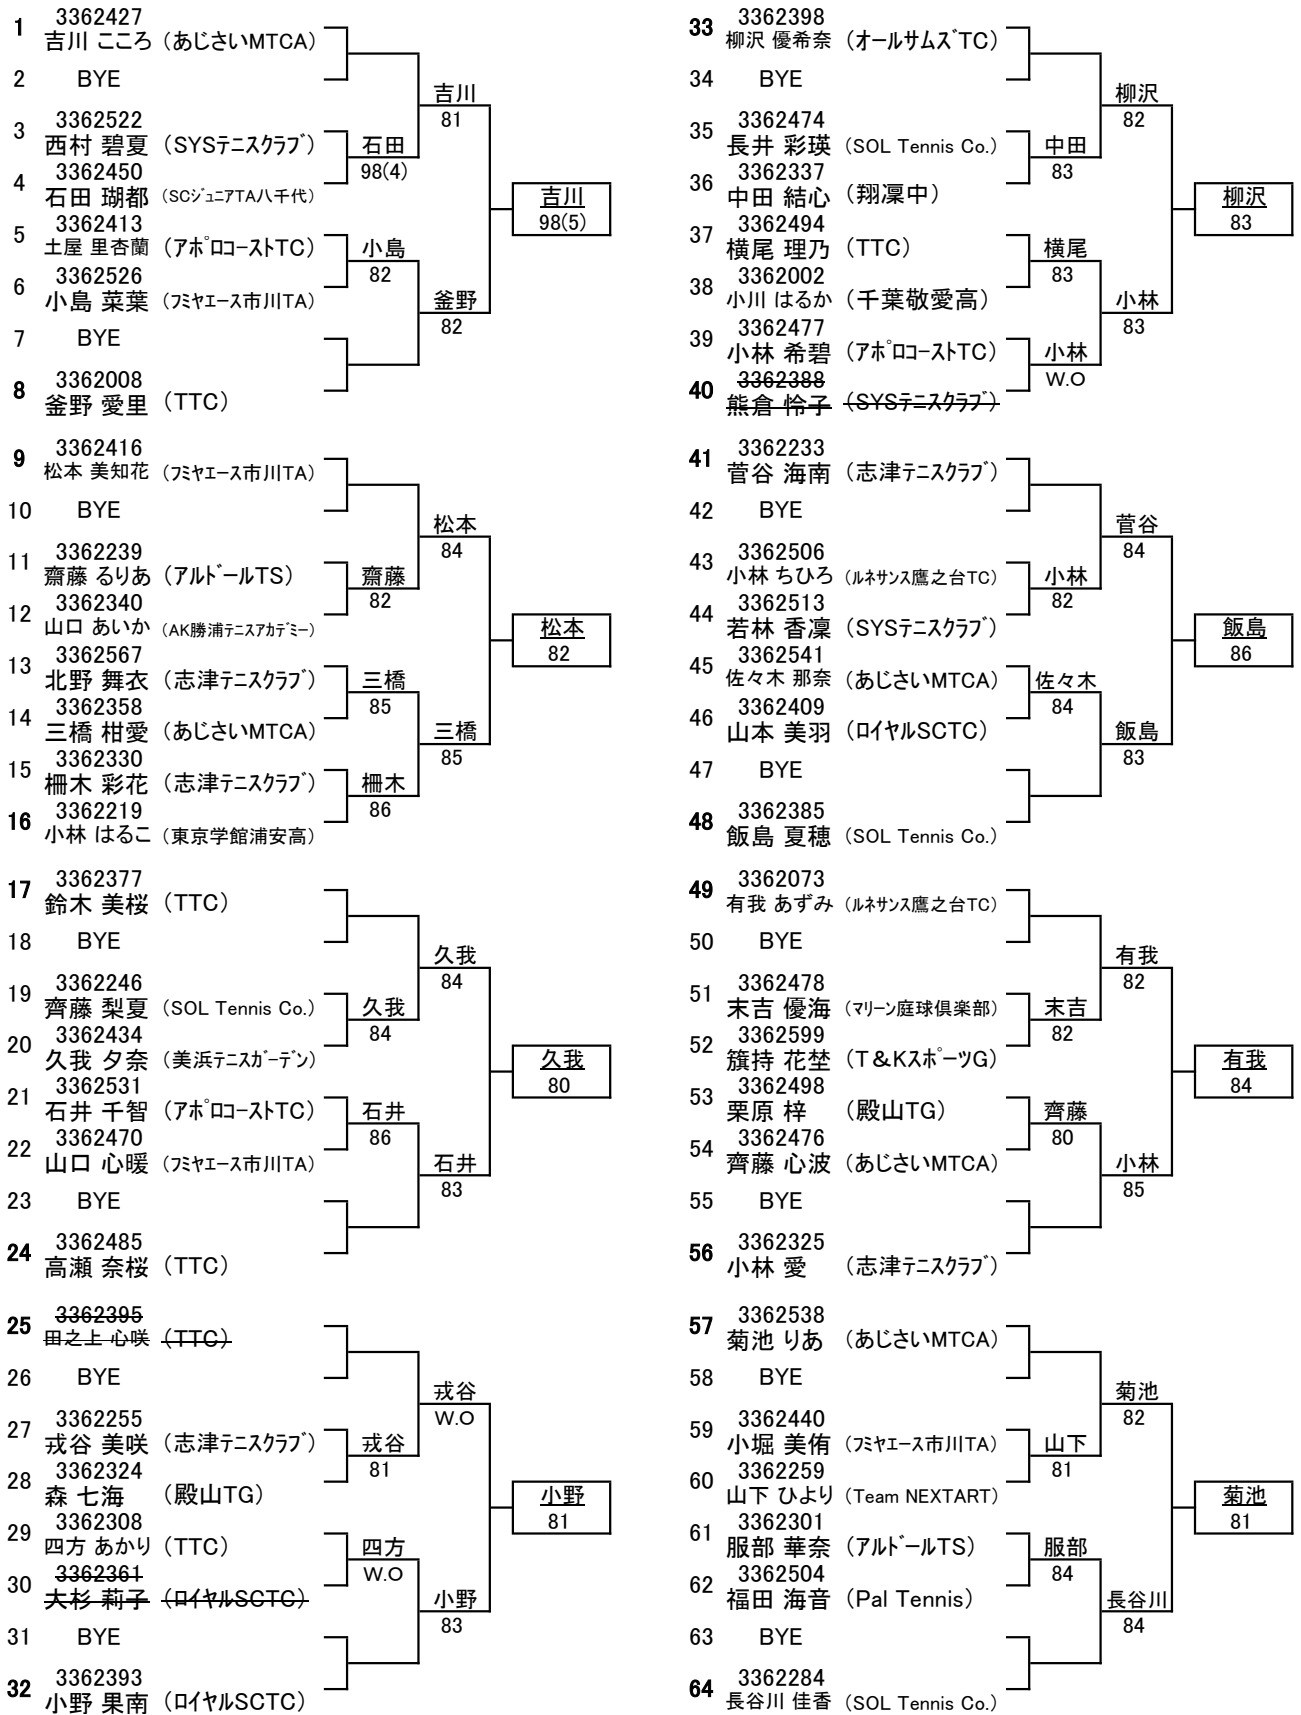 3362427
1 吉川 こころ (あじさいMTCA)
2 BYE
吉川
81
3362522
3 西村 碧夏 (SYSテニスクラブ)
石田
98(4)
3362450
4 石田 瑚都 (SCジュニアTA八千代)
吉川
98(5)
3362413
5 土屋 里杏蘭 (アポロコーストTC)
小島
82
3362526
6 小島 菜葉 (フミヤエース市川TA)
釜野
82
7 BYE
3362008
8 釜野 愛里 (TTC)
3362416
9 松本 美知花 (フミヤエース市川TA)
10 BYE
松本
84
3362239
11 齋藤 るりあ (アルドールTS)
齋藤
82
3362340
12 山口 あいか (AK勝浦テニスアカデミー)
松本
82
3362567
13 北野 舞衣 (志津テニスクラブ)
三橋
85
3362358
14 三橋 柑愛 (あじさいMTCA)
三橋
85
3362330
15 柵木 彩花 (志津テニスクラブ)
柵木
86
3362219
16 小林 はるこ (東京学館浦安高)
3362377
17 鈴木 美桜 (TTC)
18 BYE
久我
84
3362246
19 齊藤 梨夏 (SOL Tennis Co.)
久我
84
3362434
20 久我 夕奈 (美浜テニスガーデン)
久我
80
3362531
21 石井 千智 (アポロコーストTC)
石井
86
3362470
22 山口 心暖 (フミヤエース市川TA)
石井
83
23 BYE
3362485
24 高瀬 奈桜 (TTC)
3362395
25 田之上 心咲 (TTC)
26 BYE
戎谷
W.O
3362255
27 戎谷 美咲 (志津テニスクラブ)
戎谷
81
3362324
28 森 七海 (殿山TG)
小野
81
3362308
29 四方 あかり (TTC)
四方
W.O
3362361
30 大杉 莉子 (ロイヤルSCTC)
小野
83
31 BYE
3362393
32 小野 果南 (ロイヤルSCTC)
3362398
33 柳沢 優希奈 (オールサムズTC)
34 BYE
柳沢
82
3362474
35 長井 彩瑛 (SOL Tennis Co.)
中田
83
3362337
36 中田 結心 (翔凜中)
柳沢
83
3362494
37 横尾 理乃 (TTC)
横尾
83
3362002
38 小川 はるか (千葉敬愛高)
小林
83
3362477
39 小林 希碧 (アポロコーストTC)
小林
W.O
3362388
40 熊倉 怜子 (SYSテニスクラブ)
3362233
41 菅谷 海南 (志津テニスクラブ)
42 BYE
菅谷
84
3362506
43 小林 ちひろ (ルネサンス鷹之台TC)
小林
82
3362513
44 若林 香凜 (SYSテニスクラブ)
飯島
86
3362541
45 佐々木 那奈 (あじさいMTCA)
佐々木
84
3362409
46 山本 美羽 (ロイヤルSCTC)
飯島
83
47 BYE
3362385
48 飯島 夏穂 (SOL Tennis Co.)
3362073
49 有我 あずみ (ルネサンス鷹之台TC)
50 BYE
有我
82
3362478
51 末吉 優海 (マリーン庭球倶楽部)
末吉
82
3362599
52 籏持 花埜 (T&KスポーツG)
有我
84
3362498
53 栗原 梓 (殿山TG)
齊藤
80
3362476
54 齊藤 心波 (あじさいMTCA)
小林
85
55 BYE
3362325
56 小林 愛 (志津テニスクラブ)
3362538
57 菊池 りあ (あじさいMTCA)
58 BYE
菊池
82
3362440
59 小堀 美侑 (フミヤエース市川TA)
山下
81
3362259
60 山下 ひより (Team NEXTART)
菊池
81
3362301
61 服部 華奈 (アルドールTS)
服部
84
3362504
62 福田 海音 (Pal Tennis)
長谷川
84
63 BYE
3362284
64 長谷川 佳香 (SOL Tennis Co.)